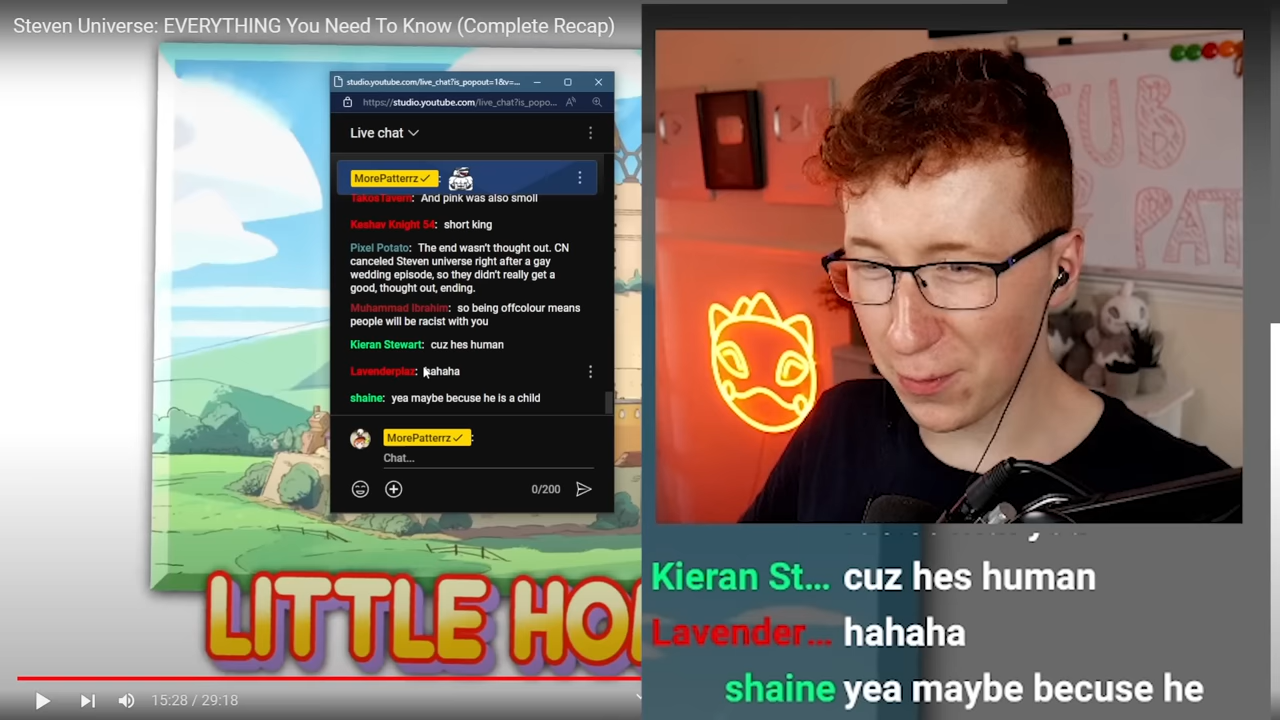 Steven Universe: EVERYTHING You Need To Know (Complete Recap)
studio.youtube.com/live_chat?is_popout=1&v=...
https://studio.youtube.com/live_chat?is_popo...
Live chat
MorePatterrz :
TakosTavern: And pink was also smoll
Keshav Knight 54: short king
Pixel Potato: The end wasn't thought out. CN
canceled Steven universe right after a gay
wedding episode, so they didn't really get a
good, thought out, ending.
Muhammad Ibrahim: so being offcolour means
people will be racist with you
Kieran Stewart: cuz hes human
Lavenderplaz: hahaha
shaine: yea maybe becuse he is a child
MorePatterrz :
Chat...
0/200
LITTLE HO
15:28 / 29:18
SUB
PAT
Kieran St... cuz hes human
Lavender... hahaha
shaine yea maybe becuse he